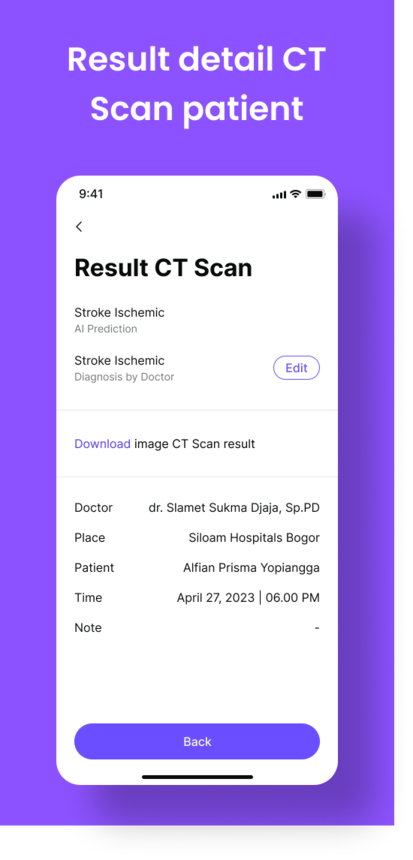 Result detail CT
Scan patient
9:41
Result CT Scan
Stroke Ischemic
AI Prediction
Stroke Ischemic
Diagnosis by Doctor
Edit
Download image CT Scan result
Doctor dr. Slamet Sukma Djaja, Sp.PD
Place Siloam Hospitals Bogor
Patient Alfian Prisma Yopiangga
Time April 27, 2023 | 06.00 PM
Note -
Back